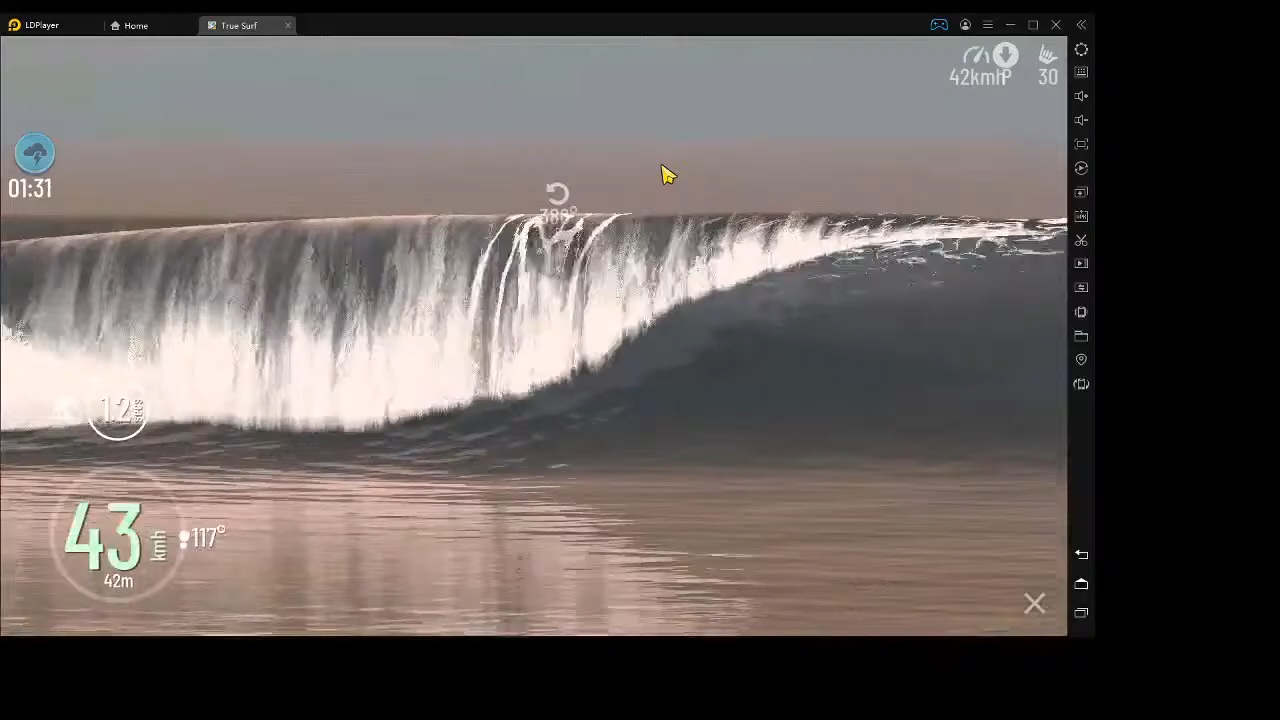 LDPlayer
Home
True Surf
42kmh
30
01:31
1.2
43 kmh
117°
42m